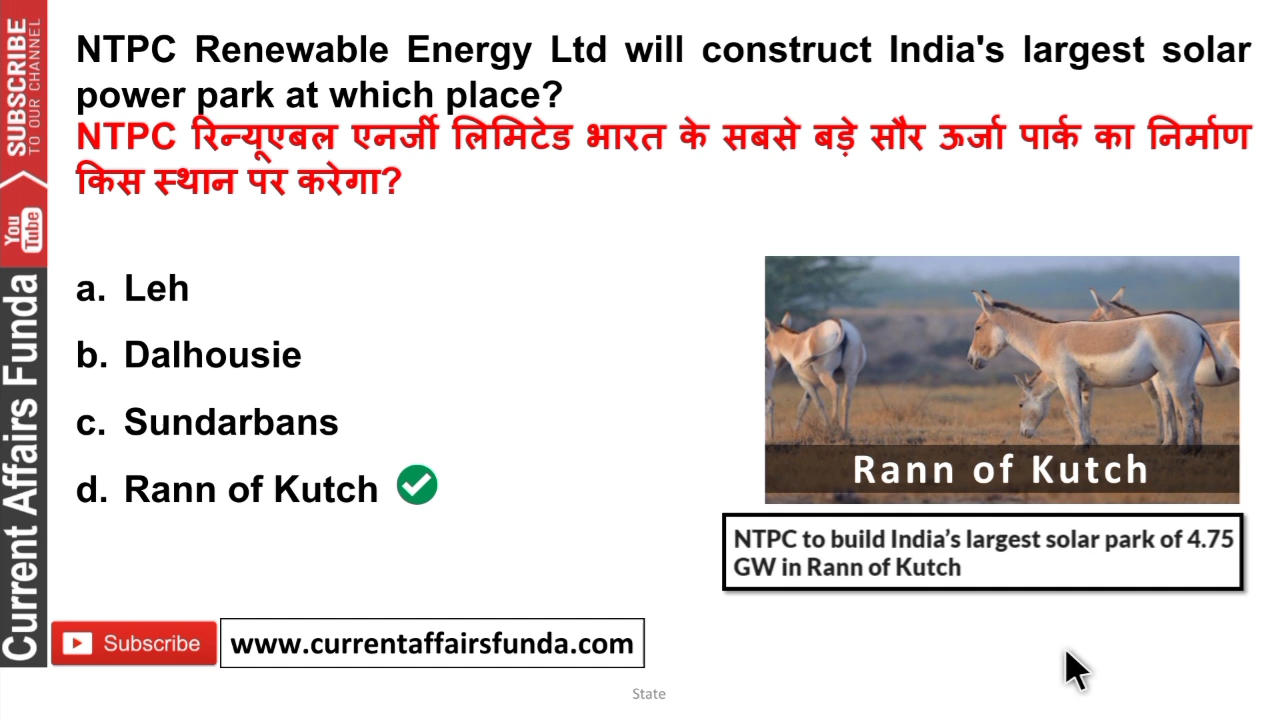 NTPC Renewable Energy Ltd will construct India's largest solar
power park at which place?
NTPC रिन्यूएबल एनर्जी लिमिटेड भारत के सबसे बड़े सौर ऊर्जा पार्क का निर्माण
किस स्थान पर करेगा?
a. Leh
b. Dalhousie
c. Sundarbans
d. Rann of Kutch
Rann of Kutch
NTPC to build India’s largest solar park of 4.75
GW in Rann of Kutch
SUBSCRIBE
TO OUR CHANNEL
You
Tube
Current Affairs Funda
Subscribe
www.currentaffairsfunda.com
State